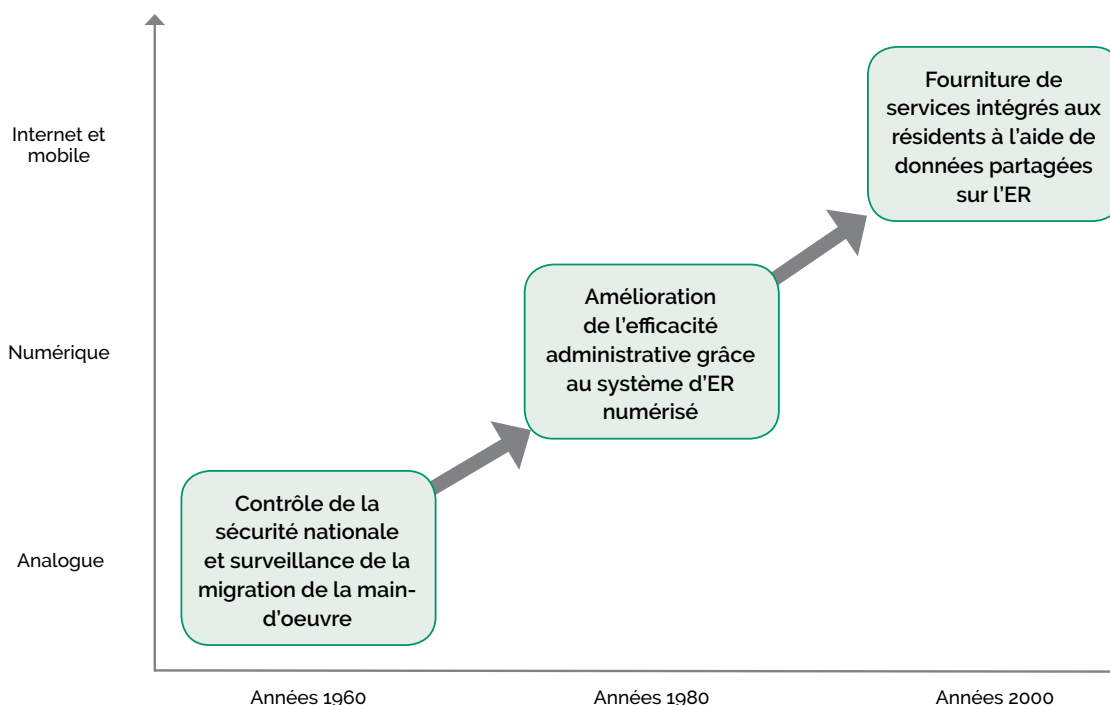 Internet et
mobile
Fourniture de
services intégrés aux
résidents à l'aide de
données partagées
sur l'ER
Numérique
Amélioration
de l'efficacité
administrative grâce
au système d'ER
numérisé
Analogue
Contrôle de la
sécurité nationale
et surveillance de la
migration de la main-
d'oeuvre
Années 1960
Années 1980
Années 2000